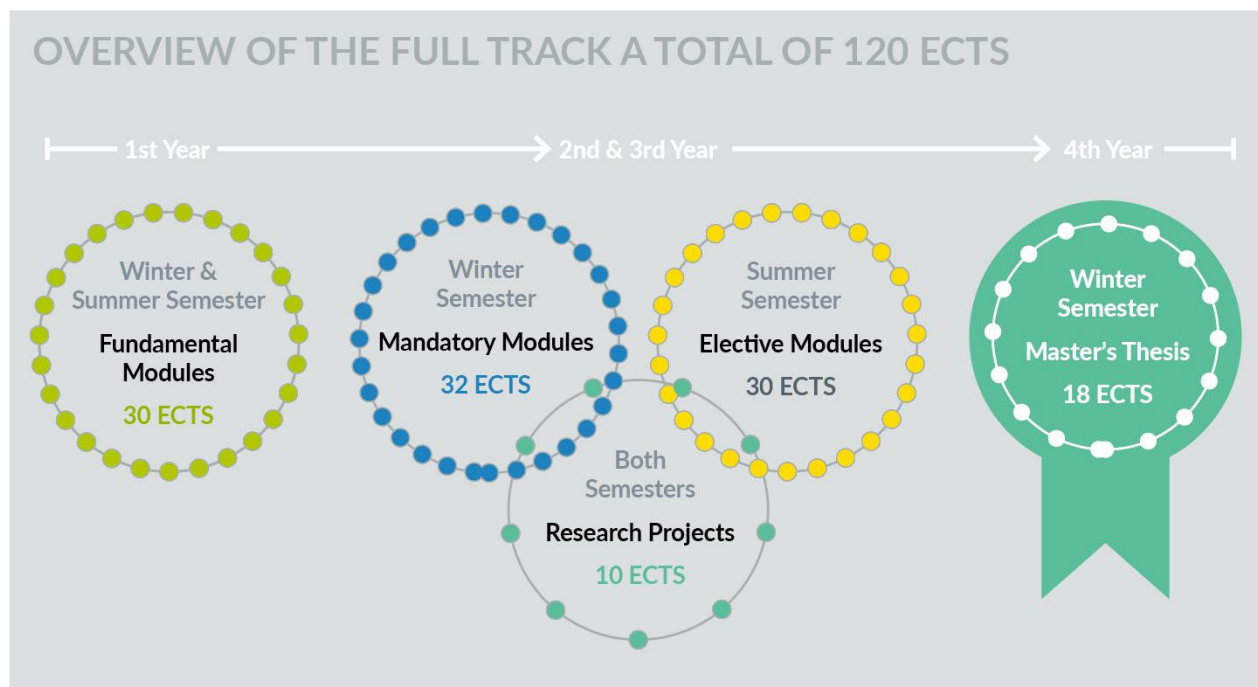 OVERVIEW OF THE FULL TRACK A TOTAL OF 120 ECTS
1st Year
2nd & 3rd Year
4th Year
Winter &
Summer Semester
Fundamental
Modules
30 ECTS
Winter
Semester
Mandatory Modules
32 ECTS
Summer
Semester
Elective Modules
30 ECTS
Both
Semesters
Research Projects
10 ECTS
Winter
Semester
Master's Thesis
18 ECTS